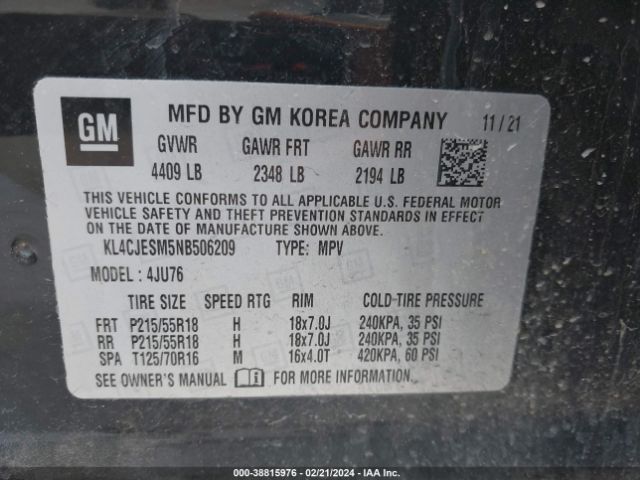 GM
MFD BY GM KOREA COMPANY 11/21
GVWR GAWR FRT GAWR RR
4409 LB 2348 LB 2194 LB
THIS VEHICLE CONFORMS TO ALL APPLICABLE U.S. FEDERAL MOTOR
VEHICLE SAFETY AND THEFT PREVENTION STANDARDS IN EFFECT
ON THE DATE OF MANUFACTURE SHOWN ABOVE.
KL4CJESM5NB506209 TYPE: MPV
MODEL: 4JU76
TIRE SIZE SPEED RTG RIM COLD-TIRE PRESSURE
FRT P215/55R18 H 18x7.0J 240KPA, 35 PSI
RR P215/55R18 H 18x7.0J 240KPA, 35 PSI
SPA T125/70R16 M 16x4.0T 420KPA, 60 PSI
SEE OWNER'S MANUAL FOR MORE INFORMATION.
000-38815976 - 02/21/2024 - IAA Inc.